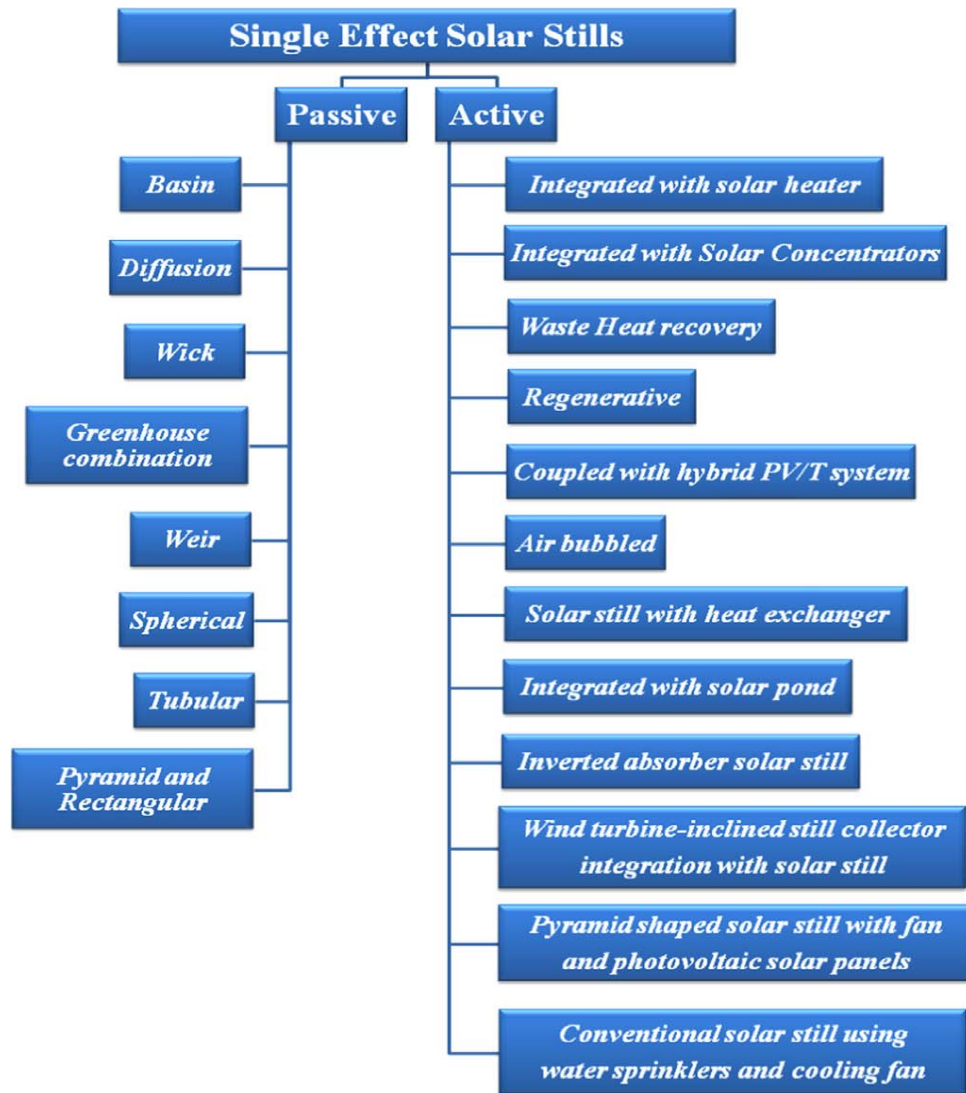 Single Effect Solar Stills
Passive
Active
Basin
Diffusion
Wick
Greenhouse
combination
Weir
Spherical
Tubular
Pyramid and
Rectangular
Integrated with solar heater
Integrated with Solar Concentrators
Waste Heat recovery
Regenerative
Coupled with hybrid PV/T system
Air bubbled
Solar still with heat exchanger
Integrated with solar pond
Inverted absorber solar still
Wind turbine-inclined still collector
integration with solar still
Pyramid shaped solar still with fan
and photovoltaic solar panels
Conventional solar still using
water sprinklers and cooling fan